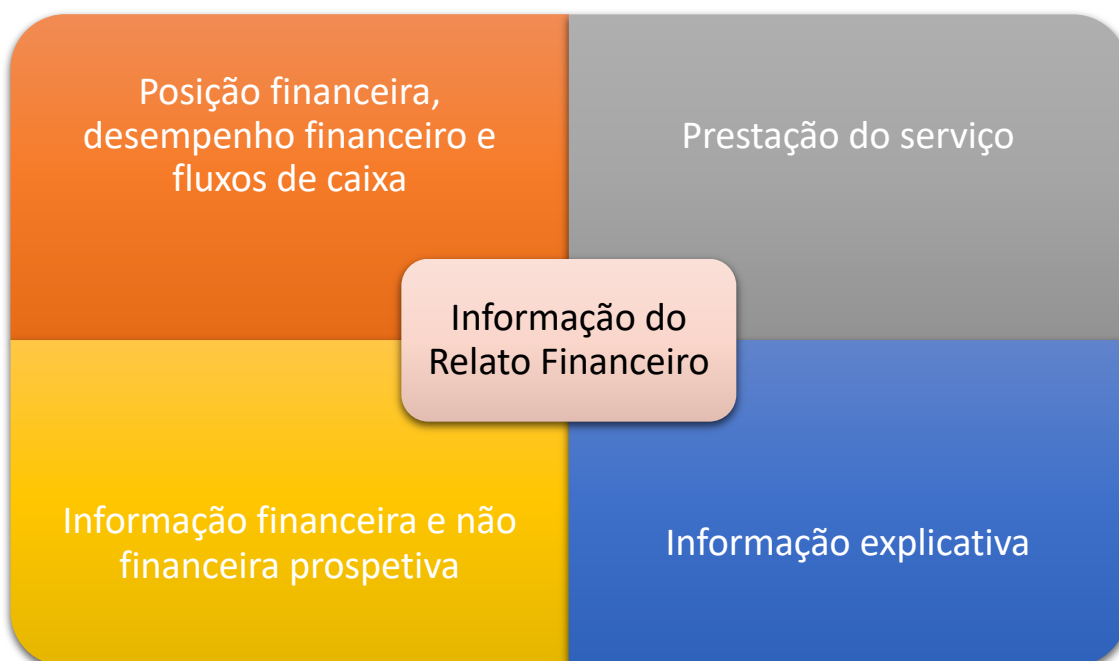 Posição financeira,
desempenho financeiro e
fluxos de caixa
Prestação do serviço
Informação do
Relato Financeiro
Informação financeira e não
financeira prospetiva
Informação explicativa